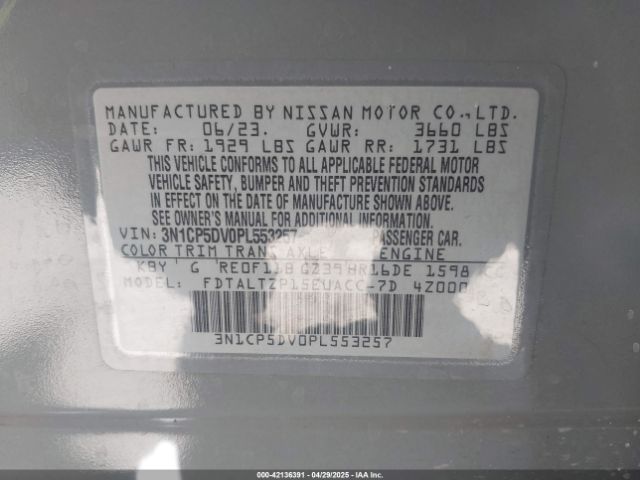 MANUFACTURED BY NISSAN MOTOR CO., LTD.
DATE: 06/23. GVWR: 3660 LBS
GAWR FR: 1929 LBS GAWR RR: 1731 LBS
THIS VEHICLE CONFORMS TO ALL APPLICABLE FEDERAL MOTOR
VEHICLE SAFETY, BUMPER AND THEFT PREVENTION STANDARDS
IN EFFECT ON THE DATE OF MANUFACTURE SHOWN ABOVE.
SEE OWNER'S MANUAL FOR ADDITIONAL INFORMATION.
VIN: 3N1CP5DV0PL553257 PASSENGER CAR.
COLOR TRIM TRANS AXLE ENGINE
KBY G RE0F11B GZ39 HR16DE 1598 CC
MODEL: FDTALTZP15EUACC-7D 4Z000
3N1CP5DV0PL553257
000-42136391 - 04/29/2025 - IAAI.COM